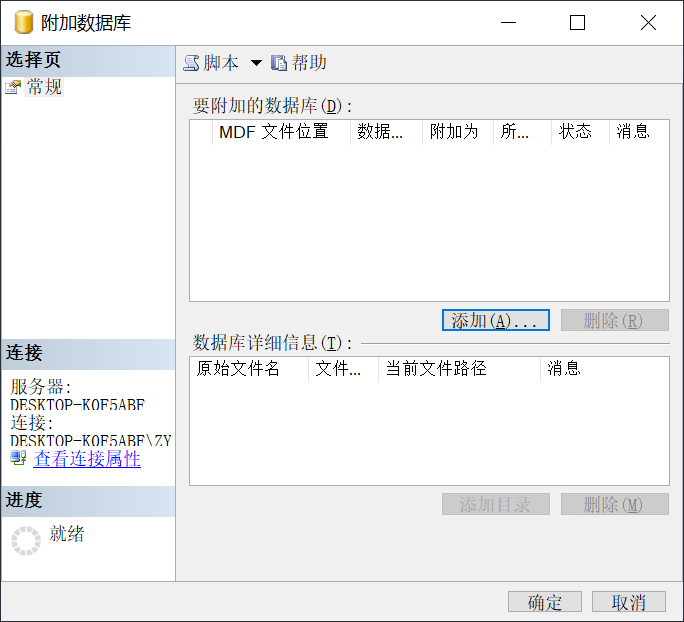 附加数据库
选择页
常规
脚本 帮助
要附加的数据库(D):
MDF 文件位置 数据... 附加为 所... 状态 消息
添加(A)... 删除(R)
数据库详细信息(T):
原始文件名 文件... 当前文件路径 消息
添加目录 删除(M)
连接
服务器:
DESKTOP-K0F5ABF
连接:
DESKTOP-K0F5ABF\ZY
查看连接属性
进度
就绪
确定 取消